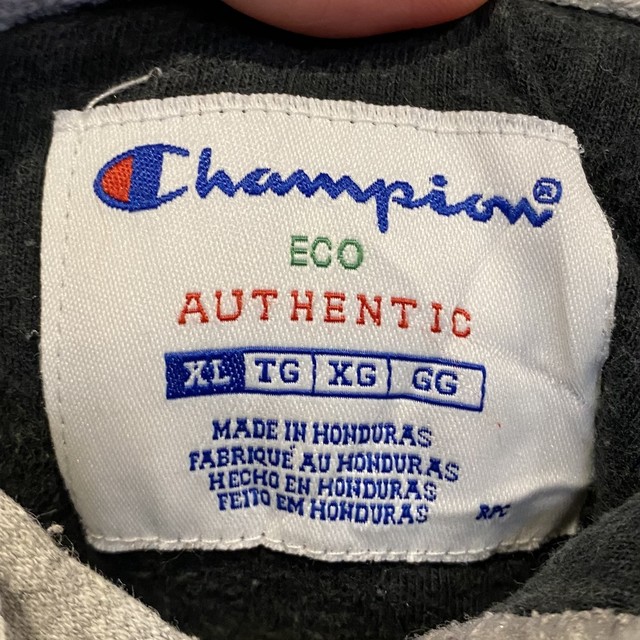 Champion®
ECO
AUTHENTIC
XL TG XG GG
MADE IN HONDURAS
FABRIQUÉ AU HONDURAS
HECHO EN HONDURAS
FEITO EM HONDURAS
RPC